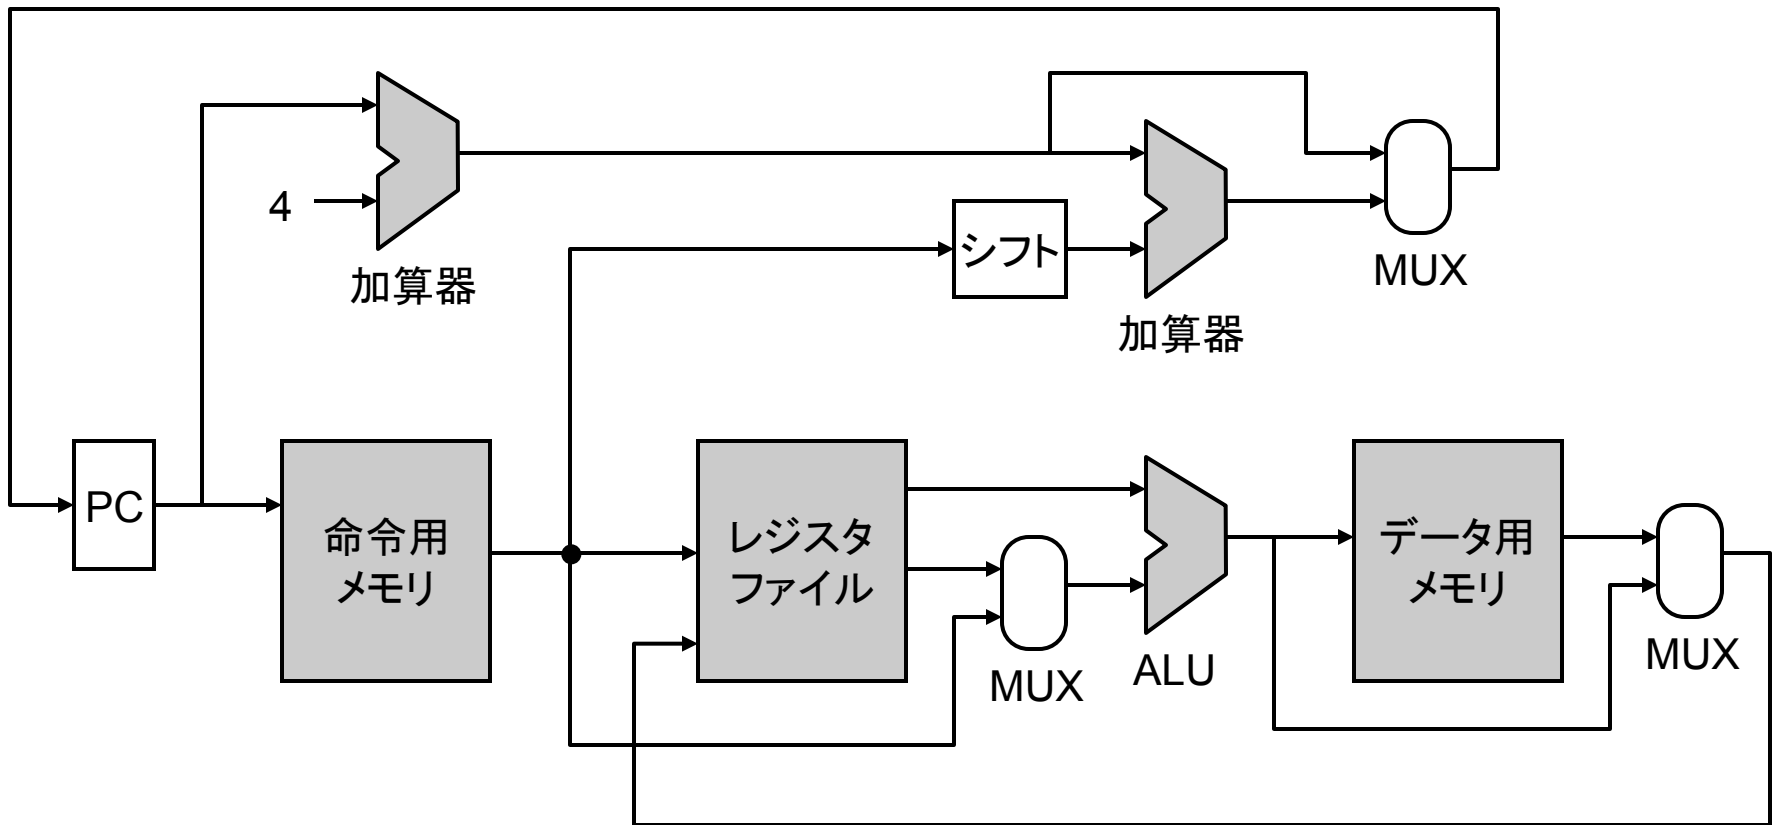 4
加算器
シフト
MUX
加算器
PC
命令用
メモリ
レジスタ
ファイル
MUX
ALU
データ用
メモリ
MUX